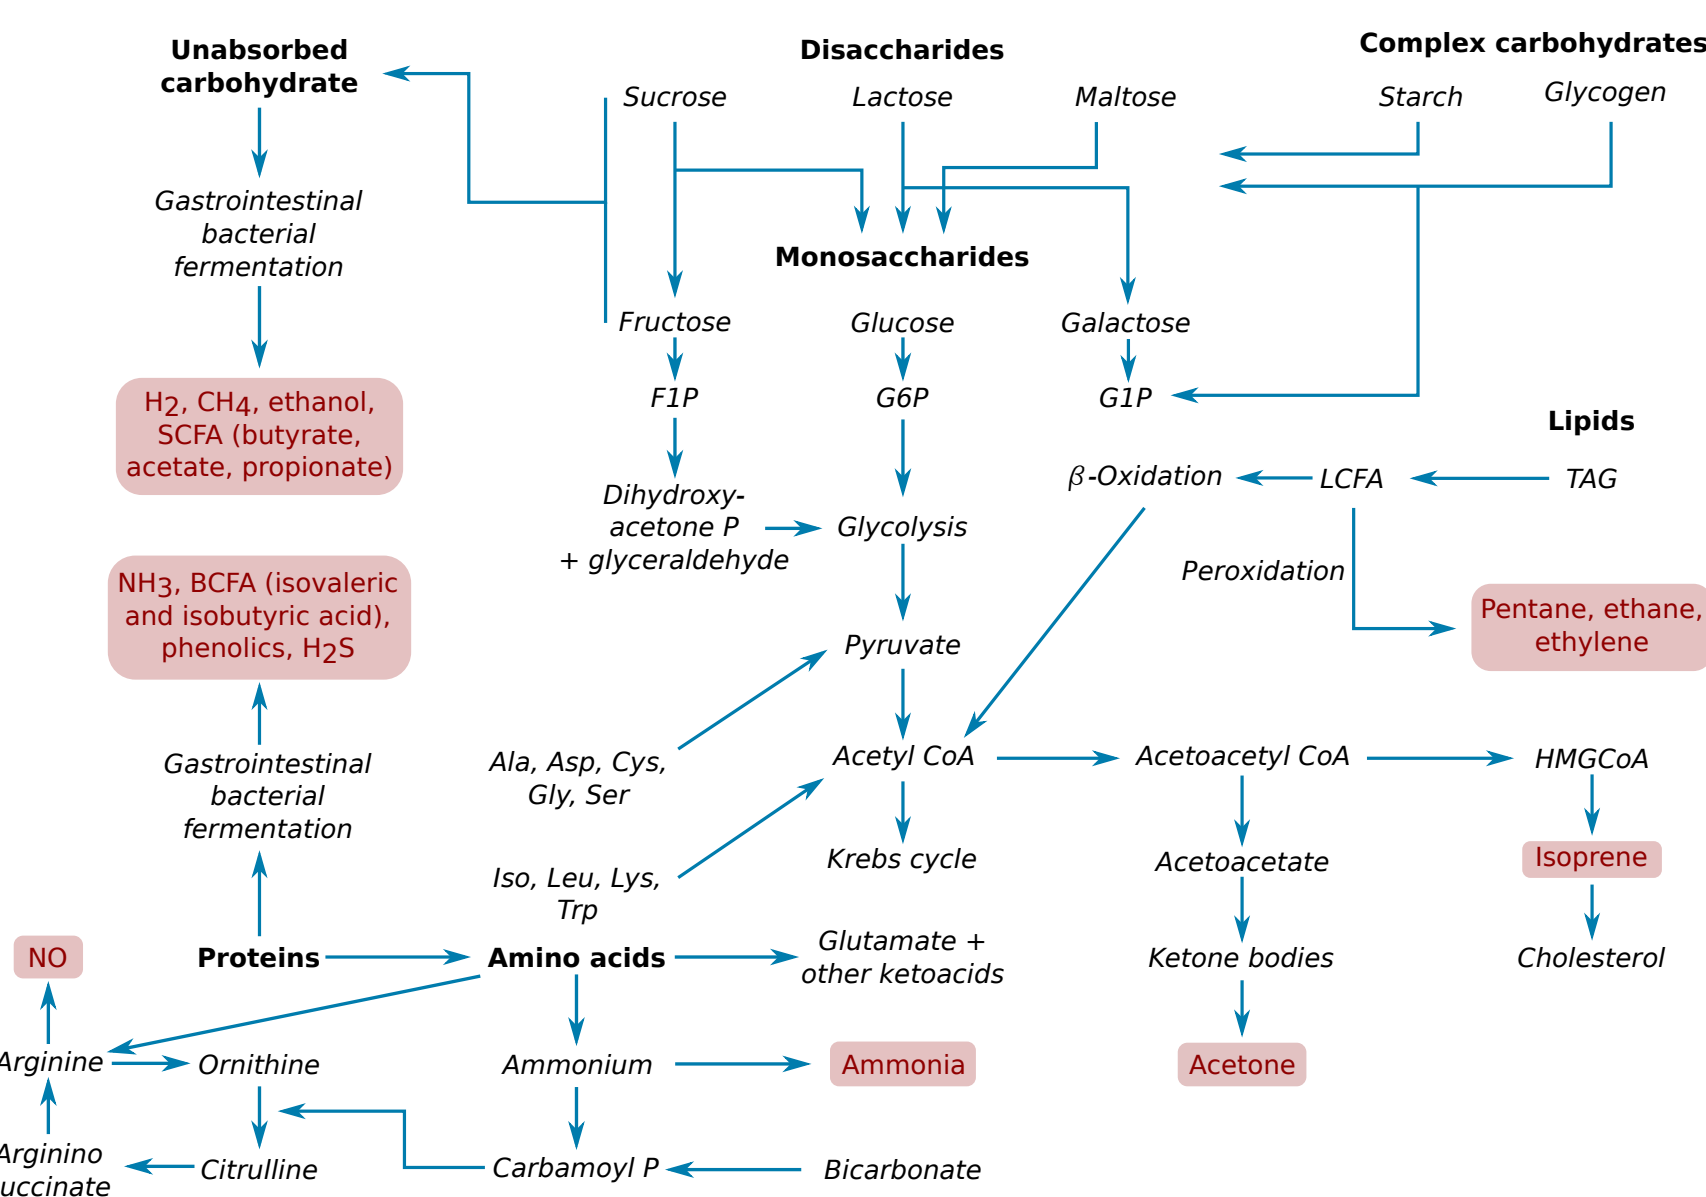 Unabsorbed
carbohydrate
Disaccharides
Complex carbohydrates
Sucrose
Lactose
Maltose
Starch
Glycogen
Gastrointestinal
bacterial
fermentation
Monosaccharides
Fructose
Glucose
Galactose
F1P
G6P
G1P
H2, CH4, ethanol,
SCFA (butyrate,
acetate, propionate)
Lipids
β-Oxidation
LCFA
TAG
Dihydroxy-
acetone P
+ glyceraldehyde
Glycolysis
Peroxidation
Pentane, ethane,
ethylene
NH3, BCFA (isovaleric
and isobutyric acid),
phenolics, H2S
Pyruvate
Gastrointestinal
bacterial
fermentation
Ala, Asp, Cys,
Gly, Ser
Acetyl CoA
Acetoacetyl CoA
HMGCoA
Iso, Leu, Lys,
Trp
Krebs cycle
Acetoacetate
Isoprene
NO
Proteins
Amino acids
Glutamate +
other ketoacids
Ketone bodies
Cholesterol
Arginine
Ornithine
Ammonium
Ammonia
Acetone
Arginino
uccinate
Citrulline
Carbamoyl P
Bicarbonate